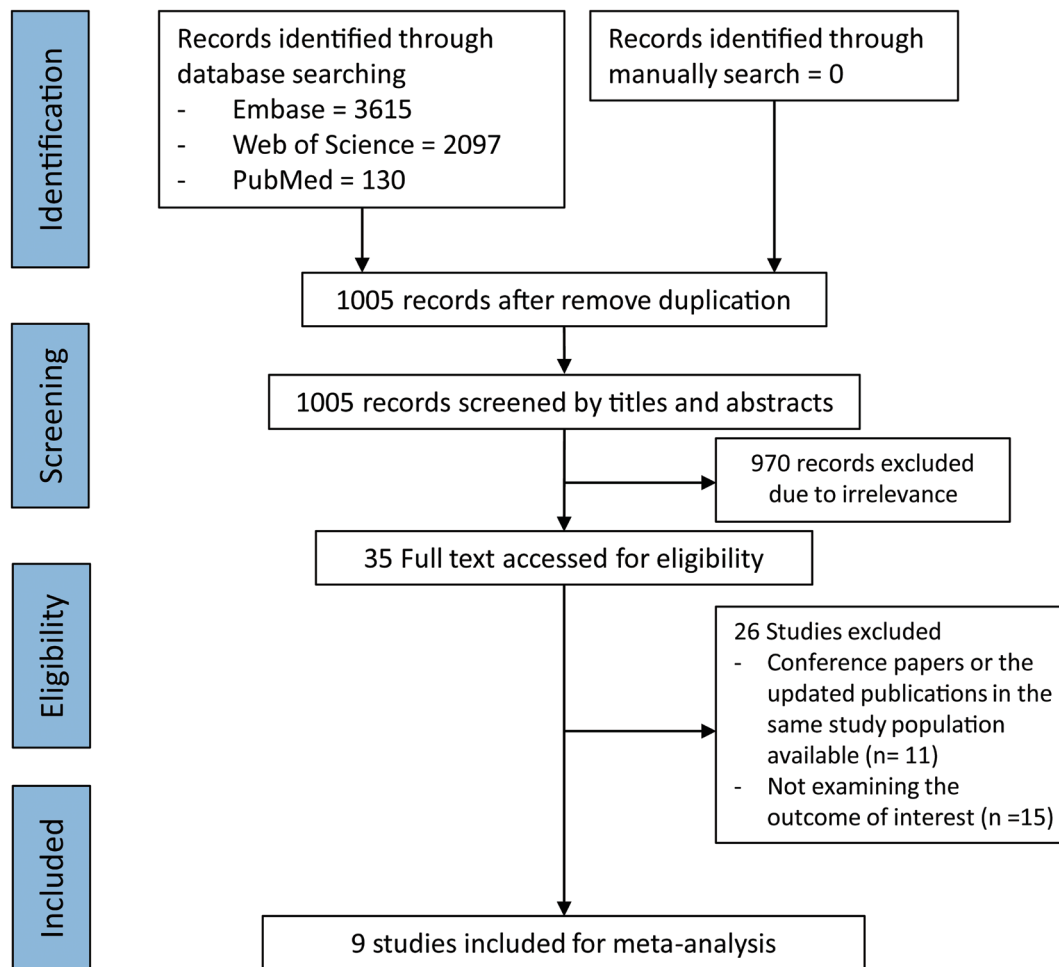 Identification
Records identified through
database searching
- Embase = 3615
- Web of Science = 2097
- PubMed = 130
Records identified through
manually search = 0
1005 records after remove duplication
Screening
1005 records screened by titles and abstracts
970 records excluded
due to irrelevance
35 Full text accessed for eligibility
Eligibility
26 Studies excluded
- Conference papers or the
updated publications in the
same study population
available (n= 11)
- Not examining the
outcome of interest (n =15)
Included
9 studies included for meta-analysis